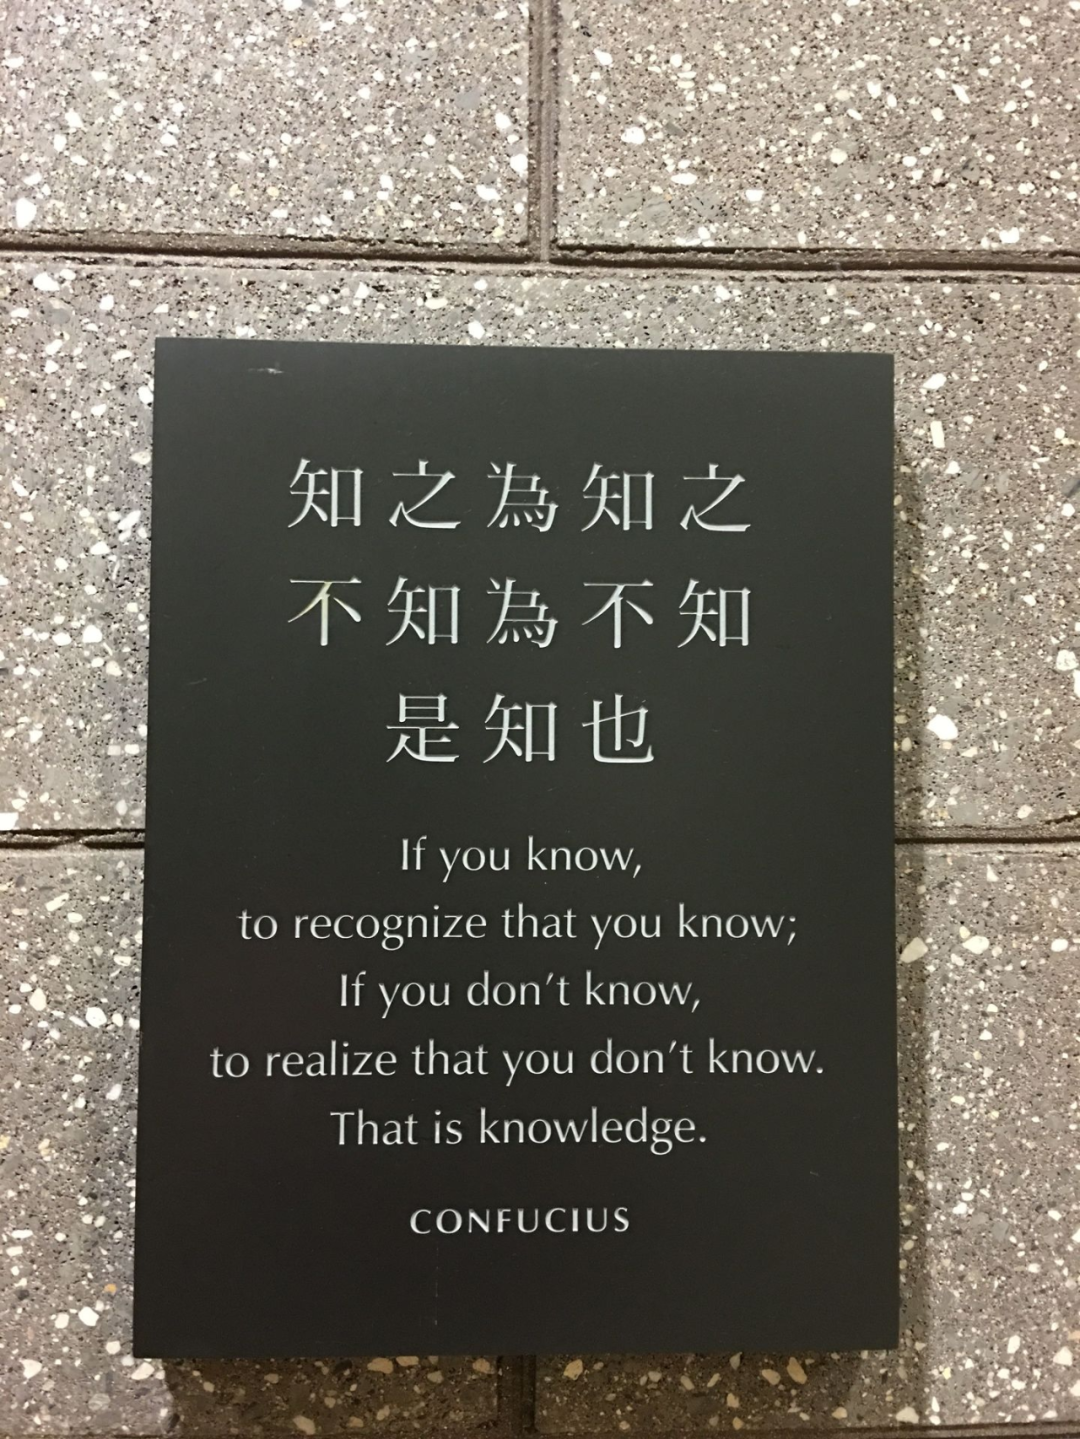 知之為知之
不知為不知
是知也
If you know,
to recognize that you know;
If you don't know,
to realize that you don't know.
That is knowledge.
CONFUCIUS